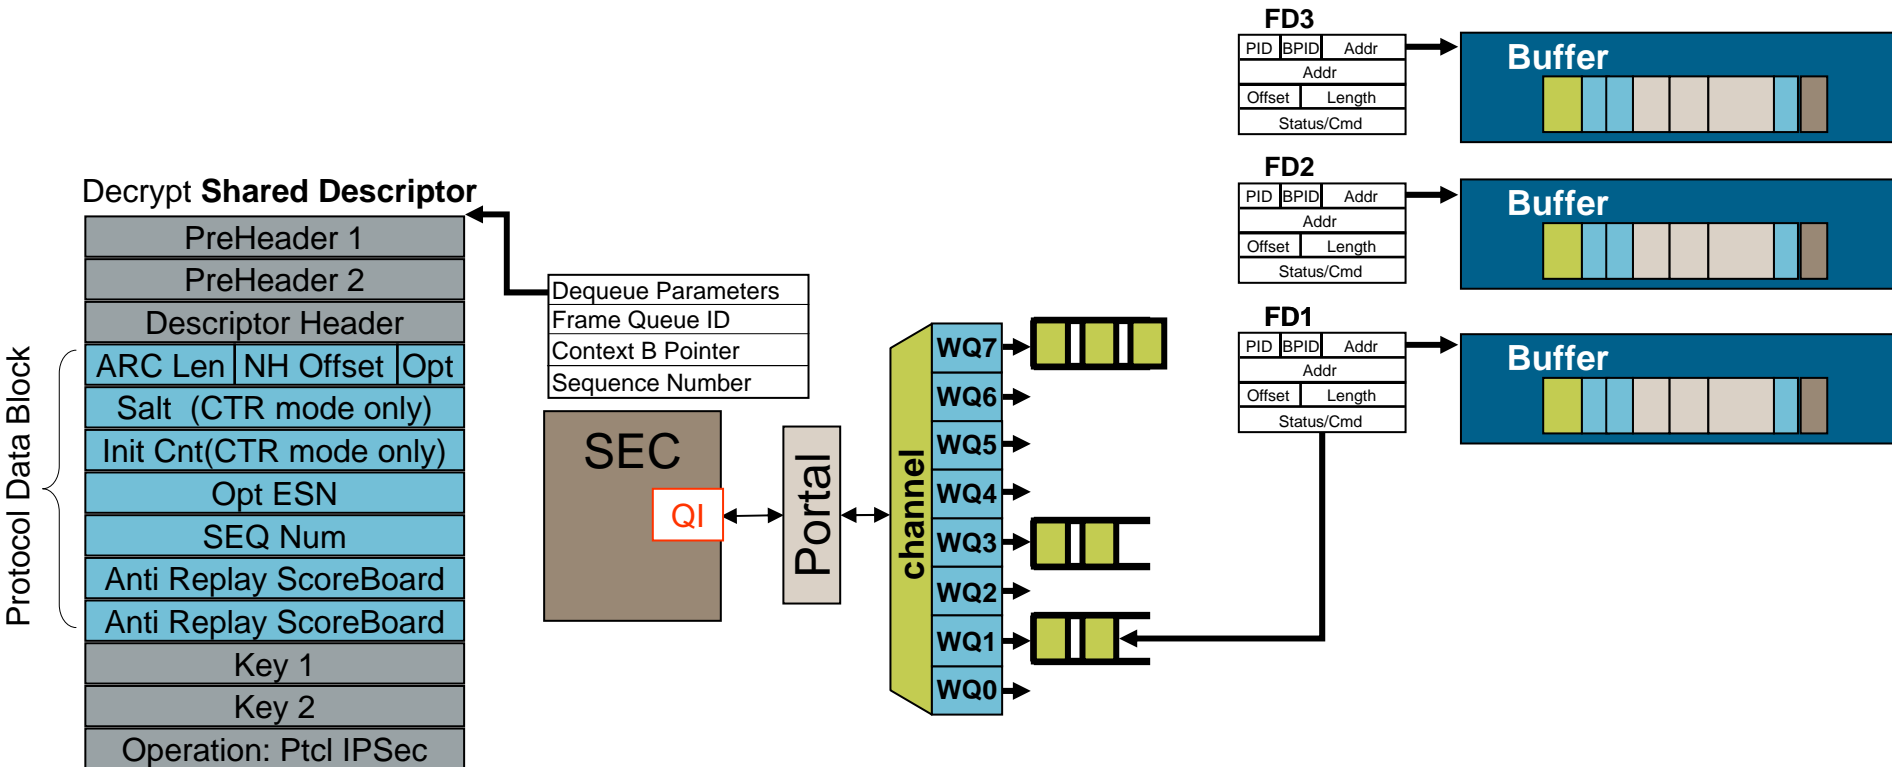 Decrypt Shared Descriptor
PreHeader 1
PreHeader 2
Descriptor Header
ARC Len NH Offset Opt
Salt (CTR mode only)
Init Cnt(CTR mode only)
Opt ESN
SEQ Num
Anti Replay ScoreBoard
Anti Replay ScoreBoard
Key 1
Key 2
Operation: Ptcl IPSec
Protocol Data Block
Dequeue Parameters
Frame Queue ID
Context B Pointer
Sequence Number
SEC
QI
Portal
channel
WQ7
WQ6
WQ5
WQ4
WQ3
WQ2
WQ1
WQ0
FD3
PID BPID Addr
Addr
Offset Length
Status/Cmd
Buffer
FD2
PID BPID Addr
Addr
Offset Length
Status/Cmd
Buffer
FD1
PID BPID Addr
Addr
Offset Length
Status/Cmd
Buffer